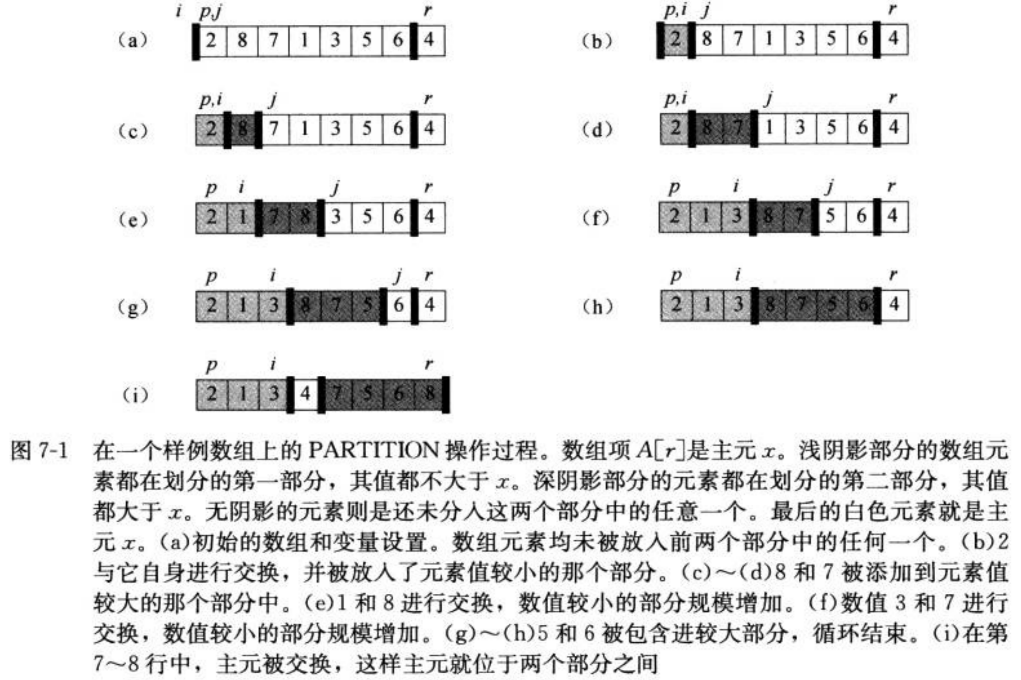 i p,j r p,i j r
(a) 2 8 7 1 3 5 6 4 (b) 2 8 7 1 3 5 6 4
p,i j r p,i j r
(c) 2 8 7 1 3 5 6 4 (d) 2 8 7 1 3 5 6 4
p i j r p i j r
(e) 2 1 7 8 3 5 6 4 (f) 2 1 3 8 7 5 6 4
p i j r p i r
(g) 2 1 3 8 7 5 6 4 (h) 2 1 3 8 7 5 6 4
p i r
(i) 2 1 3 4 7 5 6 8
图 7-1 在一个样例数组上的 PARTITION 操作过程。数组项 A[r]是主元 x。浅阴影部分的数组元
素都在划分的第一部分，其值都不大于 x。深阴影部分的元素都在划分的第二部分，其值
都大于 x。无阴影的元素则是还未分入这两个部分中的任意一个。最后的白色元素就是主
元 x。(a)初始的数组和变量设置。数组元素均未被放入前两个部分中的任何一个。(b)2
与它自身进行交换，并被放入了元素值较小的那个部分。(c)～(d)8 和 7 被添加到元素值
较大的那个部分中。(e)1 和 8 进行交换，数值较小的部分规模增加。(f)数值 3 和 7 进行
交换，数值较小的部分规模增加。(g)～(h)5 和 6 被包含进较大部分，循环结束。(i)在第
7～8 行中，主元被交换，这样主元就位于两个部分之间